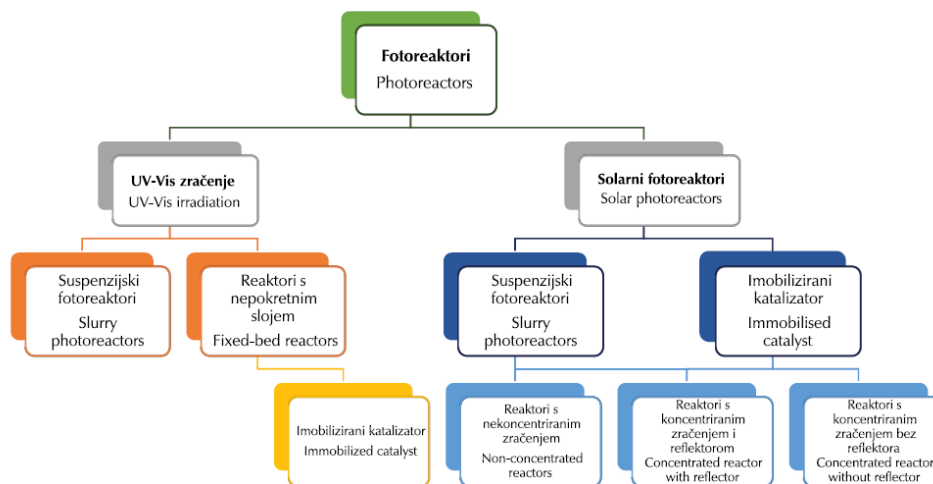 Fotoreaktori
Photoreactors
UV-Vis zračenje
UV-Vis irradiation
Solarni fotoreaktori
Solar photoreactors
Suspenzijski
fotoreaktori
Slurry
photoreactors
Reaktori s
nepokretnim
slojem
Fixed-bed reactors
Suspenzijski
fotoreaktori
Slurry
photoreactors
Imobilizirani
katalizator
Immobilised
catalyst
Imobilizirani katalizator
Immobilized catalyst
Reaktori s
nekoncentriranim
zračenjem
Non-concentrated
reactors
Reaktori s
koncentriranim
zračenjem i
reflektorom
Concentrated reactor
with reflector
Reaktori s
koncentriranim
zračenjem bez
reflektora
Concentrated reactor
without reflector